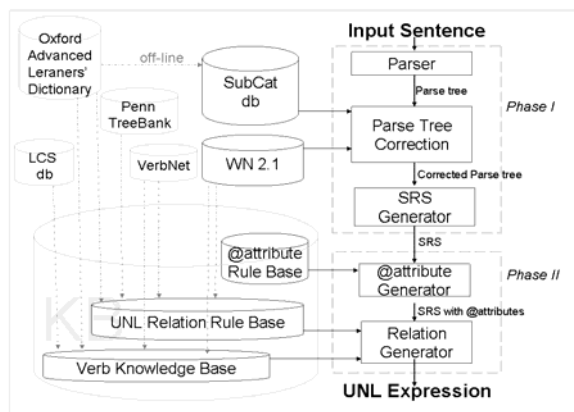 Input Sentence
Oxford
Advanced
Leraners'
Dictionary
off-line
SubCat
db
Parser
Parse tree
Phase I
Penn
TreeBank
Parse Tree
Correction
LCS
db
VerbNet
WN 2.1
Corrected Parse tree
SRS
Generator
SRS
@attribute
Rule Base
@attribute
Generator
Phase II
SRS with @attributes
KB
UNL Relation Rule Base
Relation
Generator
Verb Knowledge Base
UNL Expression